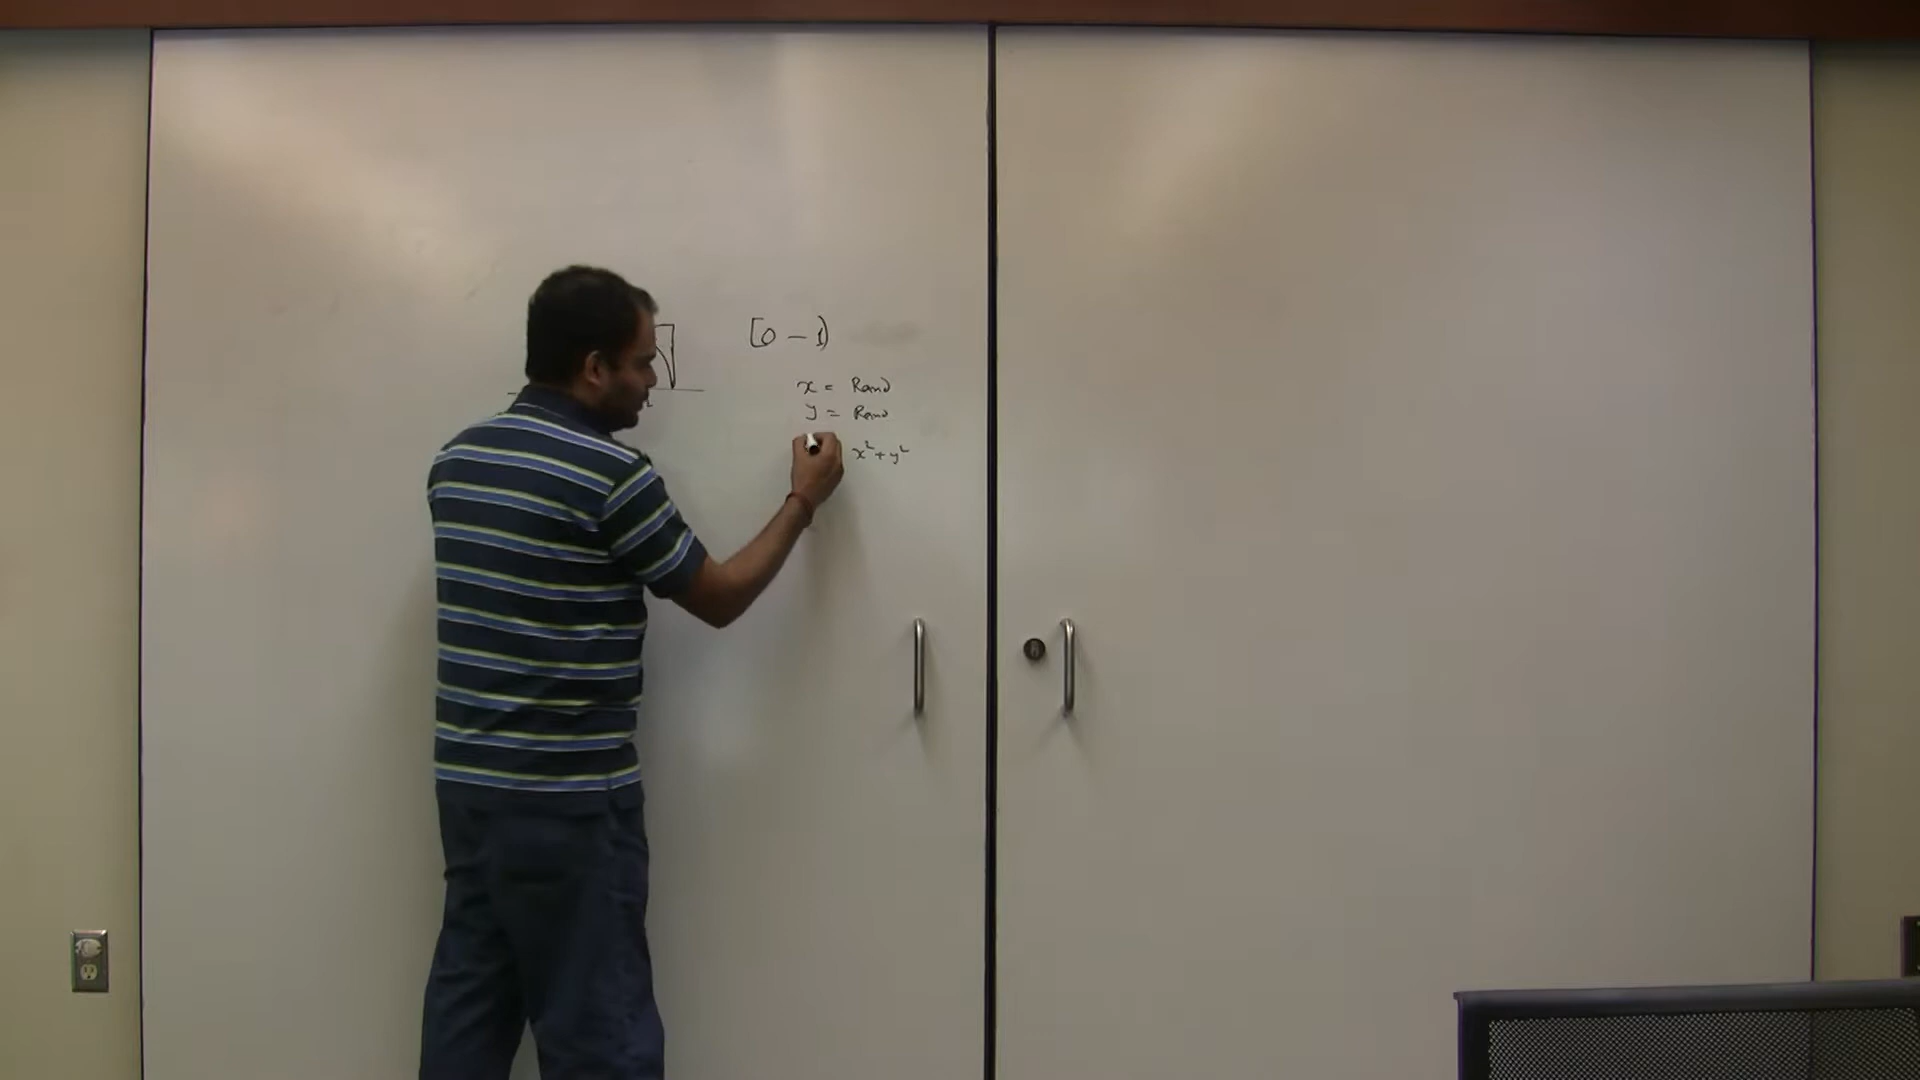 [0 – 1)
x = Rand
y = Rand
x² + y²